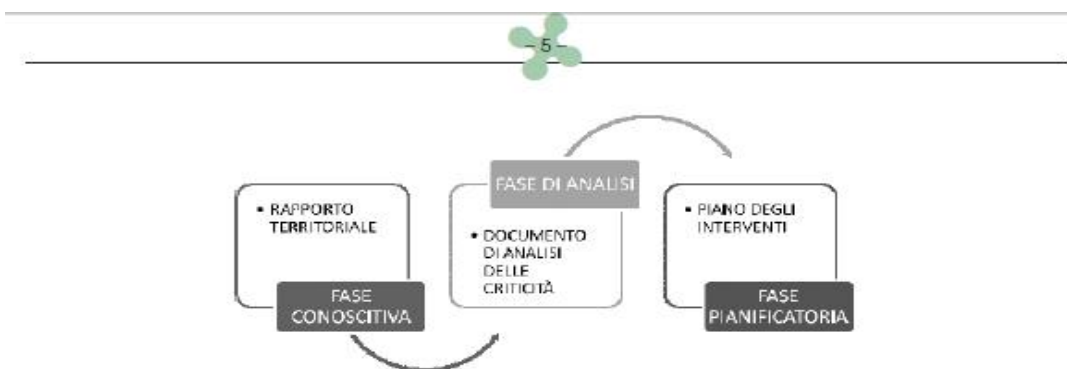 – 5 –
• RAPPORTO
TERRITORIALE
FASE
CONOSCITIVA
FASE DI ANALISI
• DOCUMENTO
DI ANALISI
DELLE
CRITICITÀ
• PIANO DEGLI
INTERVENTI
FASE
PIANIFICATORIA